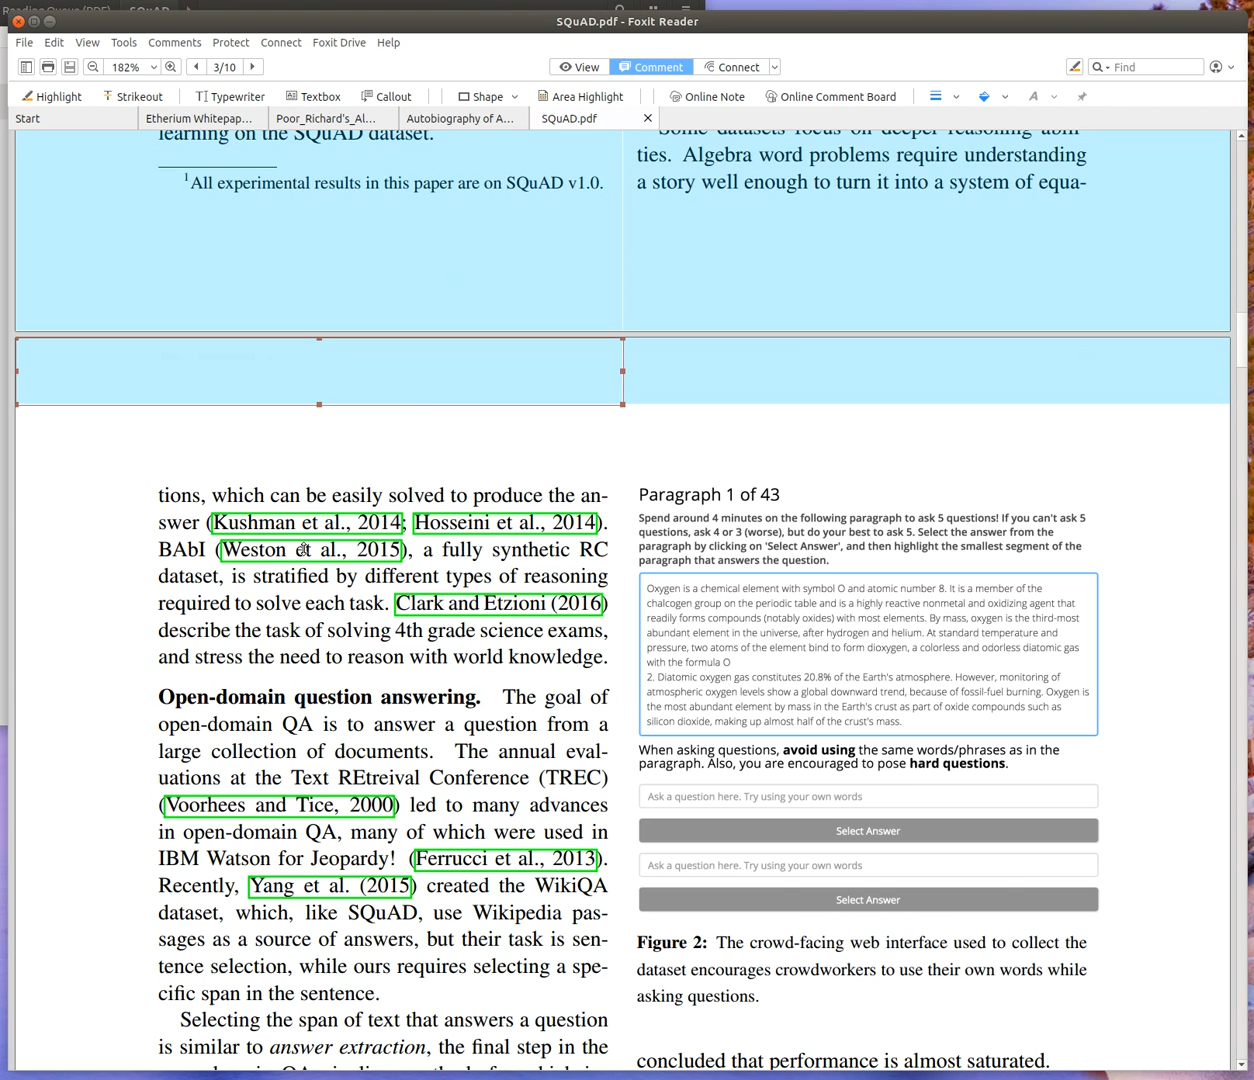 SQuAD.pdf - Foxit Reader
File Edit View Tools Comments Protect Connect Foxit Drive Help
182% 3/10 View Comment Connect Find
Highlight Strikeout Typewriter Textbox Callout Shape Area Highlight Online Note Online Comment Board
Start Etherium Whitepap... Poor_Richard's_Al... Autobiography of A... SQuAD.pdf
learning on the SQuAD dataset.
1All experimental results in this paper are on SQuAD v1.0.
Some datasets focus on deeper reasoning abili-
ties. Algebra word problems require understanding
a story well enough to turn it into a system of equa-
tions, which can be easily solved to produce the an-
swer (Kushman et al., 2014; Hosseini et al., 2014).
BAbI (Weston et al., 2015), a fully synthetic RC
dataset, is stratified by different types of reasoning
required to solve each task. Clark and Etzioni (2016)
describe the task of solving 4th grade science exams,
and stress the need to reason with world knowledge.
Open-domain question answering. The goal of
open-domain QA is to answer a question from a
large collection of documents. The annual eval-
uations at the Text REtreival Conference (TREC)
(Voorhees and Tice, 2000) led to many advances
in open-domain QA, many of which were used in
IBM Watson for Jeopardy! (Ferrucci et al., 2013).
Recently, Yang et al. (2015) created the WikiQA
dataset, which, like SQuAD, use Wikipedia pas-
sages as a source of answers, but their task is sen-
tence selection, while ours requires selecting a spe-
cific span in the sentence.
Selecting the span of text that answers a question
is similar to answer extraction, the final step in the
Paragraph 1 of 43
Spend around 4 minutes on the following paragraph to ask 5 questions! If you can't ask 5
questions, ask 4 or 3 (worse), but do your best to ask 5. Select the answer from the
paragraph by clicking on 'Select Answer', and then highlight the smallest segment of the
paragraph that answers the question.
Oxygen is a chemical element with symbol O and atomic number 8. It is a member of the
chalcogen group on the periodic table and is a highly reactive nonmetal and oxidizing agent that
readily forms compounds (notably oxides) with most elements. By mass, oxygen is the third-most
abundant element in the universe, after hydrogen and helium. At standard temperature and
pressure, two atoms of the element bind to form dioxygen, a colorless and odorless diatomic gas
with the formula O
2. Diatomic oxygen gas constitutes 20.8% of the Earth's atmosphere. However, monitoring of
atmospheric oxygen levels show a global downward trend, because of fossil-fuel burning. Oxygen is
the most abundant element by mass in the Earth's crust as part of oxide compounds such as
silicon dioxide, making up almost half of the crust's mass.
When asking questions, avoid using the same words/phrases as in the
paragraph. Also, you are encouraged to pose hard questions.
Ask a question here. Try using your own words
Select Answer
Ask a question here. Try using your own words
Select Answer
Figure 2: The crowd-facing web interface used to collect the
dataset encourages crowdworkers to use their own words while
asking questions.
concluded that performance is almost saturated.